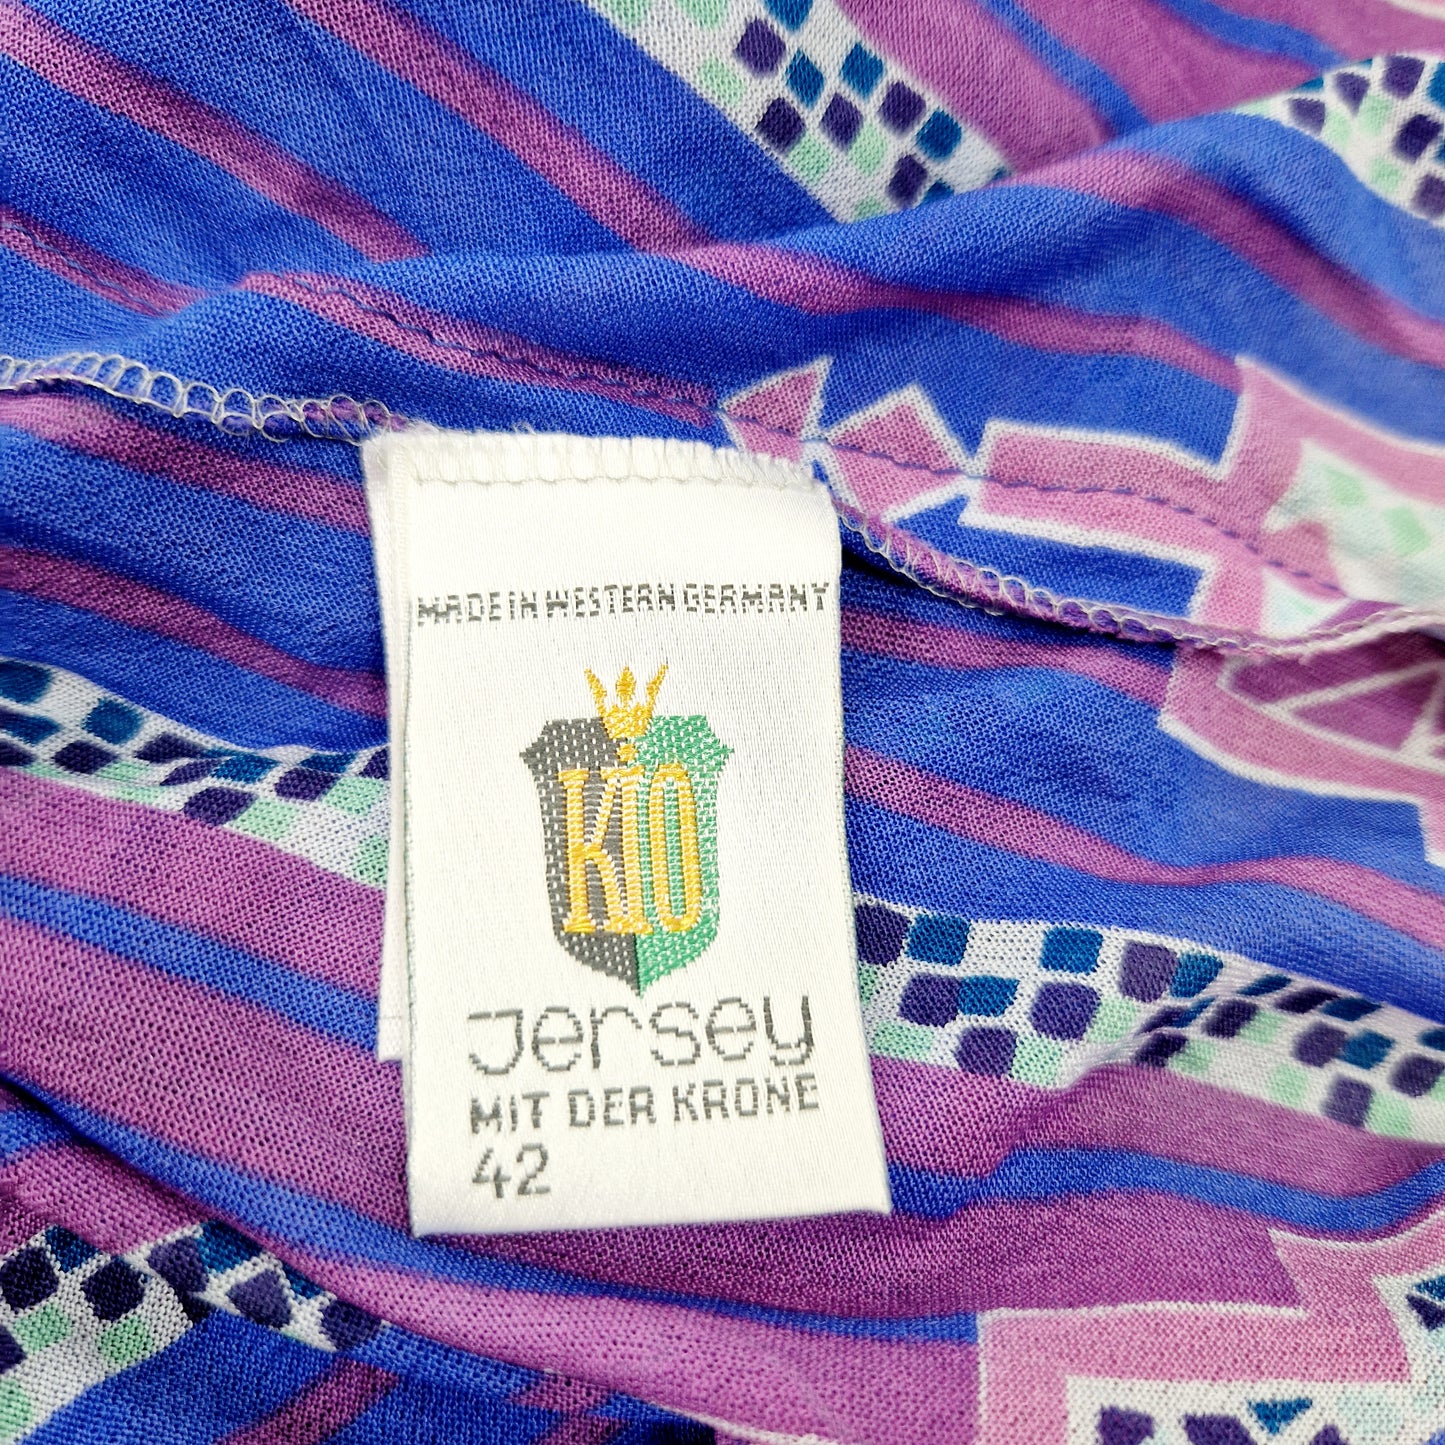 MADE IN WESTERN GERMANY
KIO
Jersey
MIT DER KRONE
42